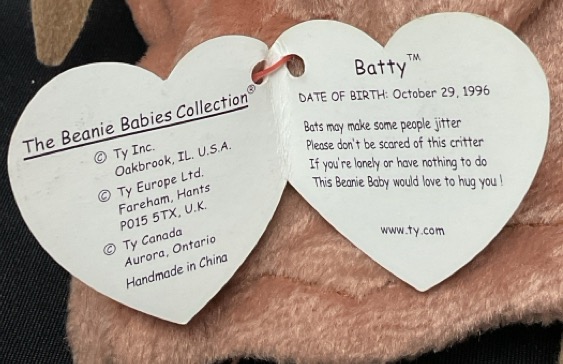 The Beanie Babies Collection®
© Ty Inc.
Oakbrook, IL. U.S.A.
© Ty Europe Ltd.
Fareham, Hants
PO15 5TX, U.K.
© Ty Canada
Aurora, Ontario
Handmade in China
Batty™
DATE OF BIRTH: October 29, 1996
Bats may make some people jitter
Please don't be scared of this critter
If you're lonely or have nothing to do
This Beanie Baby would love to hug you !
www.ty.com